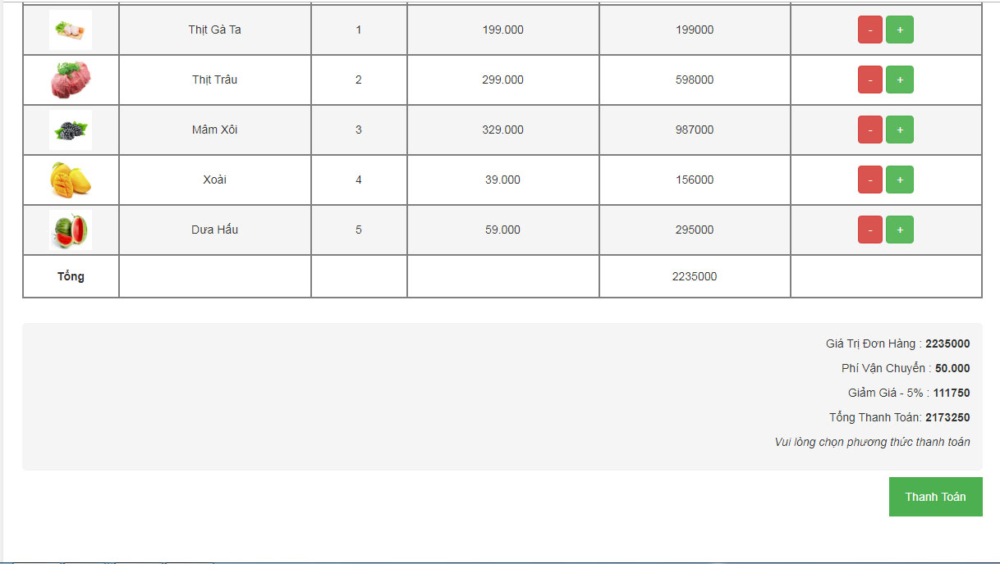 Thịt Gà Ta 1 199.000 199000 - +
Thịt Trâu 2 299.000 598000 - +
Mâm Xôi 3 329.000 987000 - +
Xoài 4 39.000 156000 - +
Dưa Hấu 5 59.000 295000 - +
Tổng 2235000
Giá Trị Đơn Hàng : 2235000
Phí Vận Chuyển : 50.000
Giảm Giá - 5% : 111750
Tổng Thanh Toán: 2173250
Vui lòng chọn phương thức thanh toán
Thanh Toán